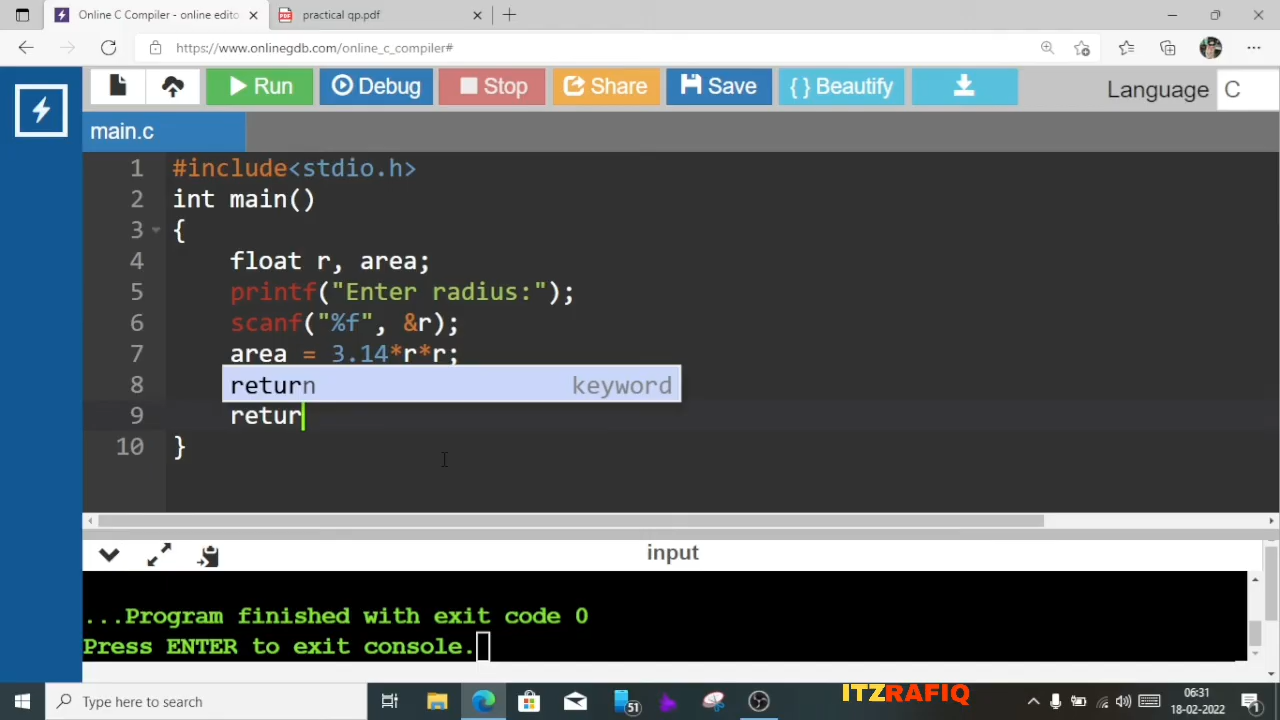 Online C Compiler - online edito
practical qp.pdf
https://www.onlinegdb.com/online_c_compiler#
Run
Debug
Stop
Share
Save
{ } Beautify
Language C
main.c
1 #include<stdio.h>
2 int main()
3 {
4 float r, area;
5 printf("Enter radius:");
6 scanf("%f", &r);
7 area = 3.14*r*r;
8 return keyword
9 retur
10 }
input
...Program finished with exit code 0
Press ENTER to exit console.
Type here to search
51
ITZRAFIQ
06:31
18-02-2022
1